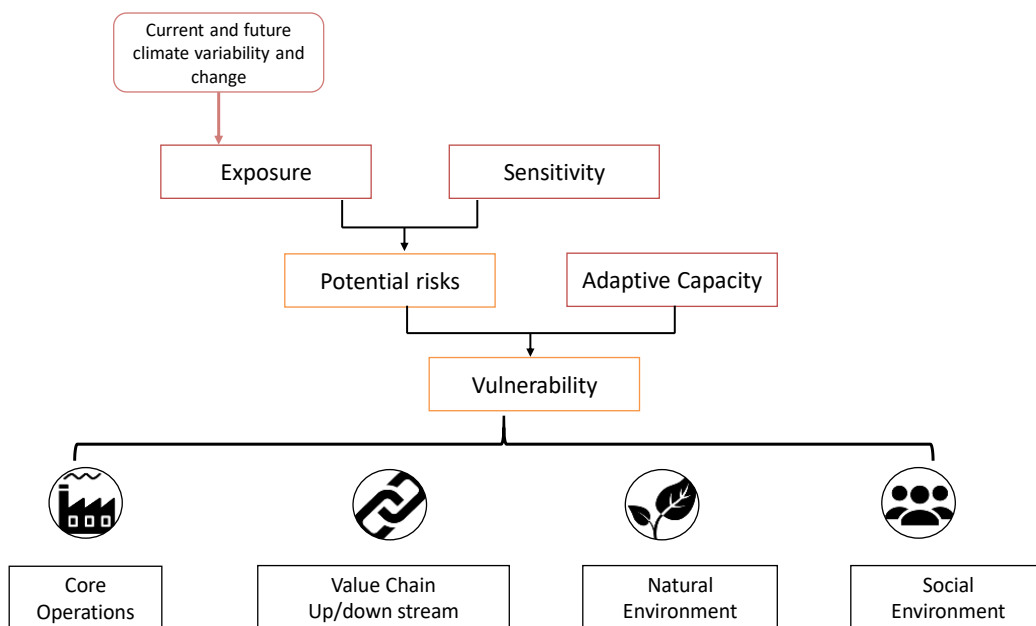 Current and future
climate variability and
change
Exposure
Sensitivity
Potential risks
Adaptive Capacity
Vulnerability
Core
Operations
Value Chain
Up/down stream
Natural
Environment
Social
Environment